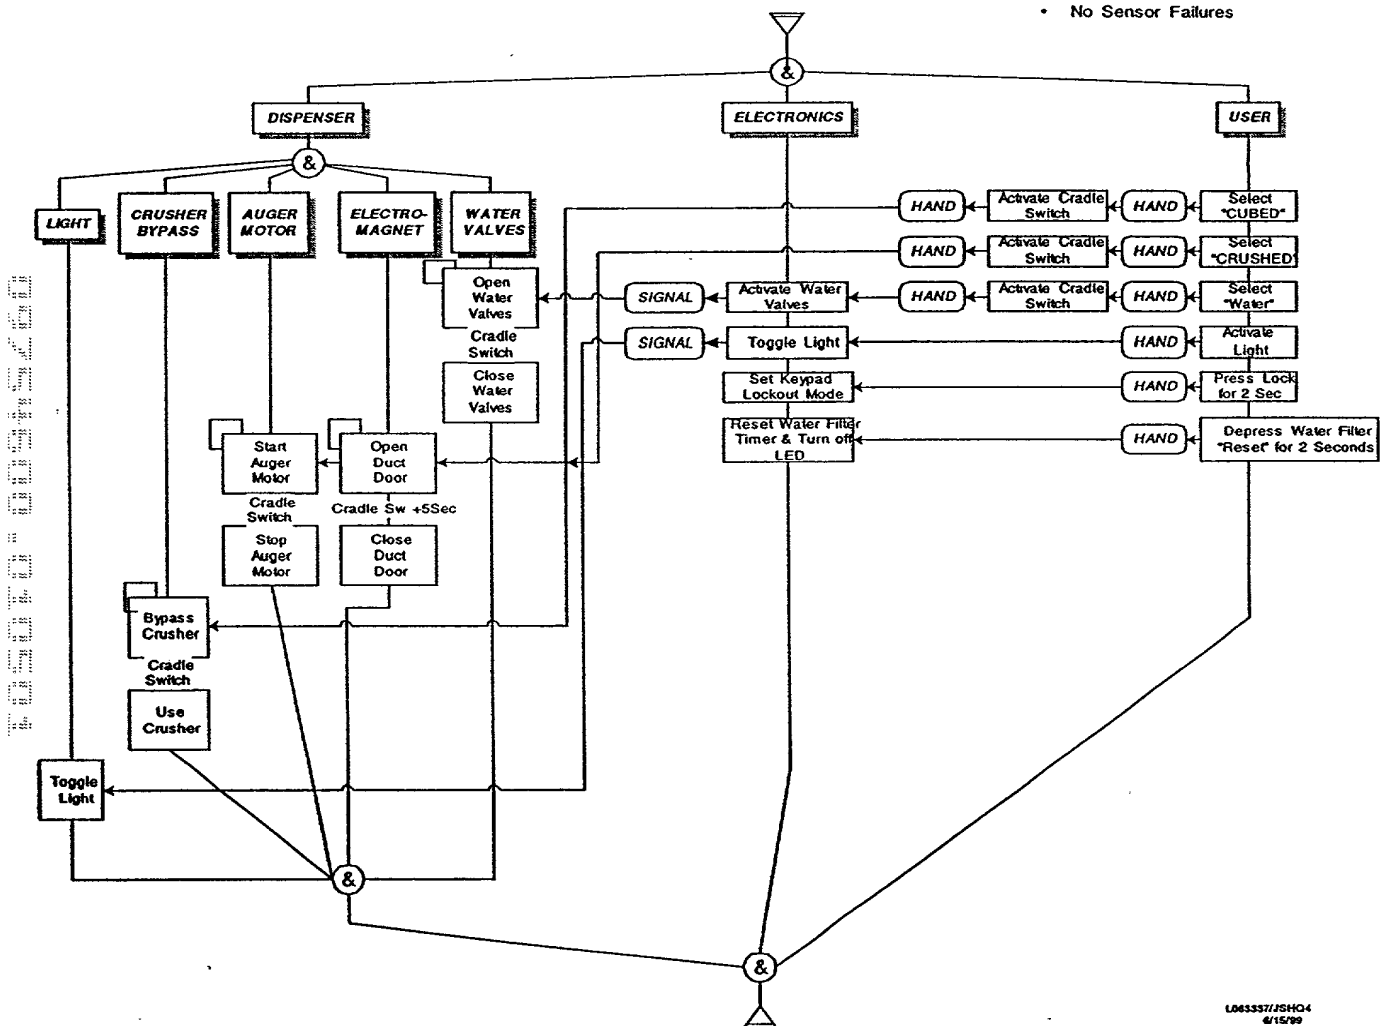 • No Sensor Failures
&
DISPENSER
ELECTRONICS
USER
&
LIGHT
CRUSHER
BYPASS
AUGER
MOTOR
ELECTRO-
MAGNET
WATER
VALVES
HAND
Activate Cradle
Switch
HAND
Select
"CUBED"
HAND
Activate Cradle
Switch
HAND
Select
"CRUSHED"
Open
Water
Valves
SIGNAL
Activate Water
Valves
HAND
Activate Cradle
Switch
HAND
Select
"Water"
Cradle
Switch
SIGNAL
Toggle Light
HAND
Activate
Light
Close
Water
Valves
Set Keypad
Lockout Mode
HAND
Press Lock
for 2 Sec
Start
Auger
Motor
Open
Duct
Door
Reset Water Filter
Timer & Turn off
LED
HAND
Depress Water Filter
"Reset" for 2 Seconds
Cradle
Switch
Cradle Sw +5Sec
Stop
Auger
Motor
Close
Duct
Door
Bypass
Crusher
Cradle
Switch
Use
Crusher
Toggle
Light
&
&
L063337/JSHO4
6/15/99